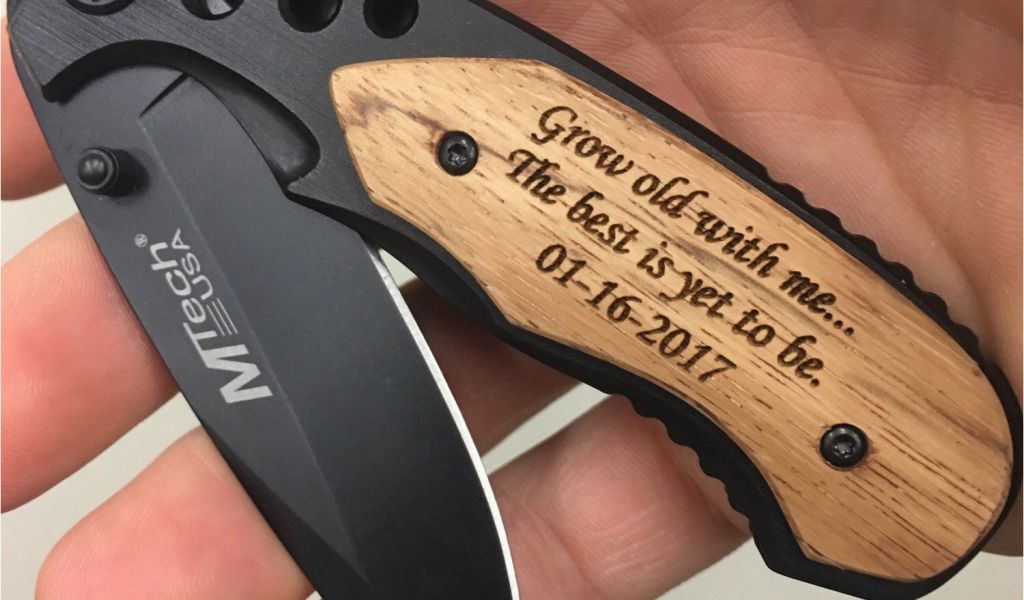 Grow old with me...
The best is yet to be.
01-16-2017
MTech®
USA